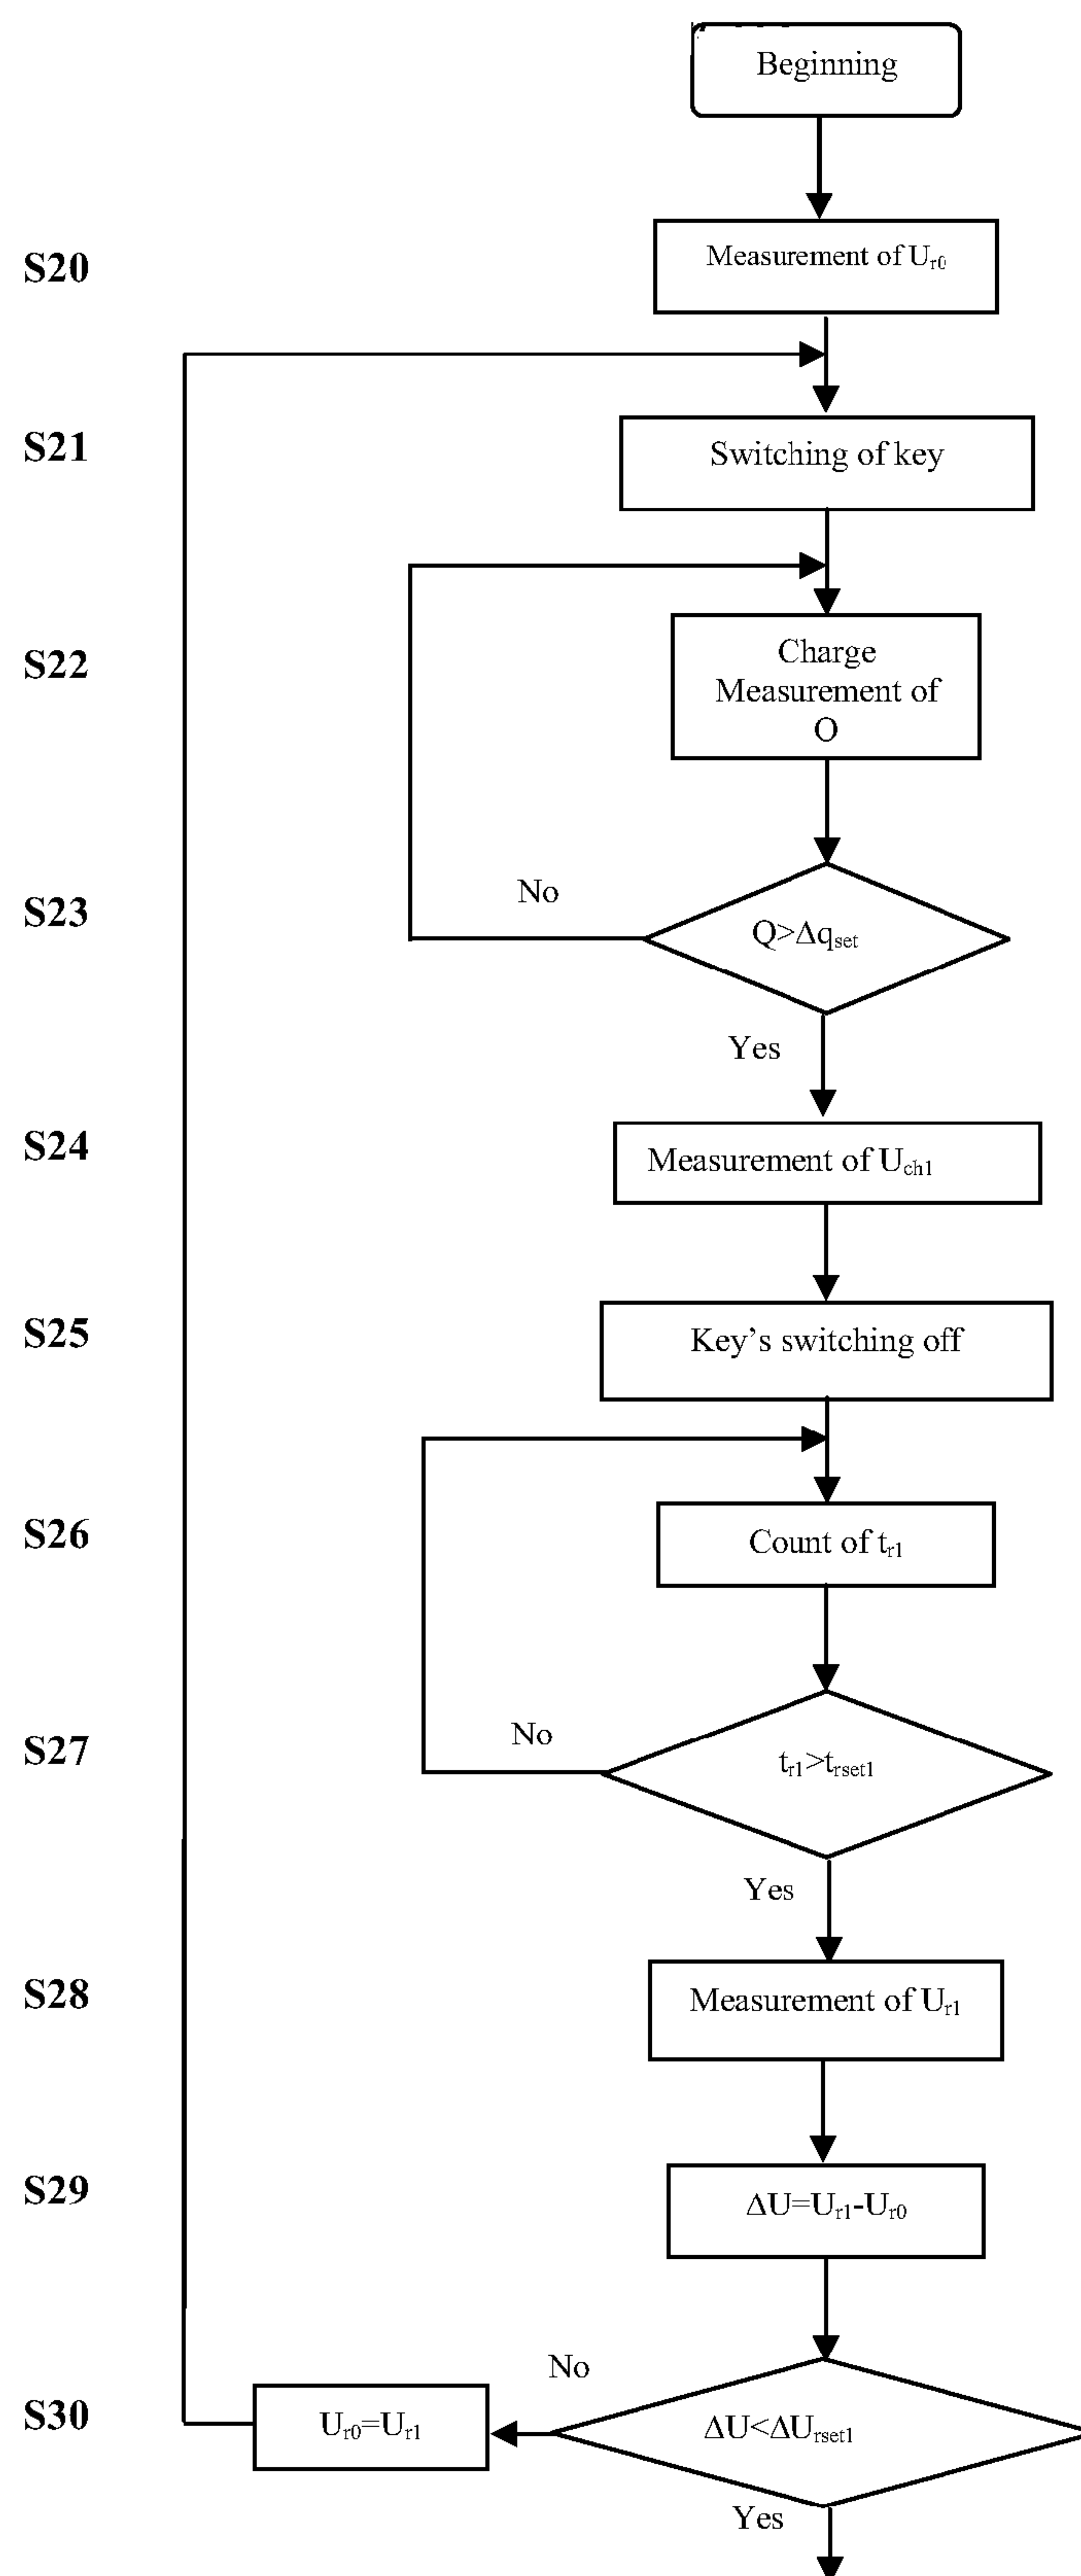 Beginning
S20
Measurement of Ur0
S21
Switching of key
S22
Charge
Measurement of
O
S23
No
Q>Δqset
Yes
S24
Measurement of Uch1
S25
Key's switching off
S26
Count of tr1
S27
No
tr1>trset1
Yes
S28
Measurement of Ur1
S29
ΔU=Ur1-Ur0
S30
No
Ur0=Ur1
ΔU<ΔUrset1
Yes